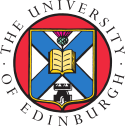 · THE UNIVERSITY ·
OF EDINBURGH